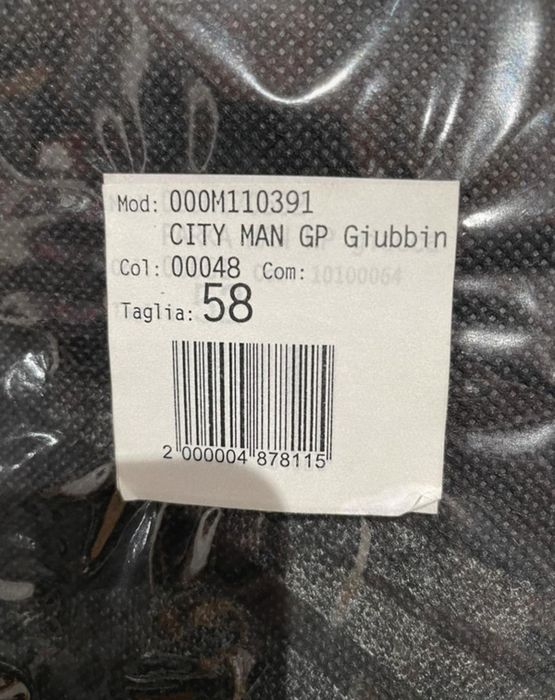 Mod: 000M110391
CITY MAN GP Giubbin
Col: 00048 Com: 10100064
Taglia: 58
2 000004 878115